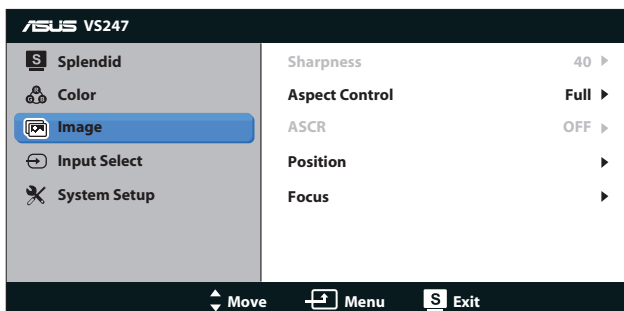 ASUS VS247
S Splendid
Color
Image
Input Select
System Setup
Sharpness 40
Aspect Control Full
ASCR OFF
Position
Focus
Move Menu S Exit